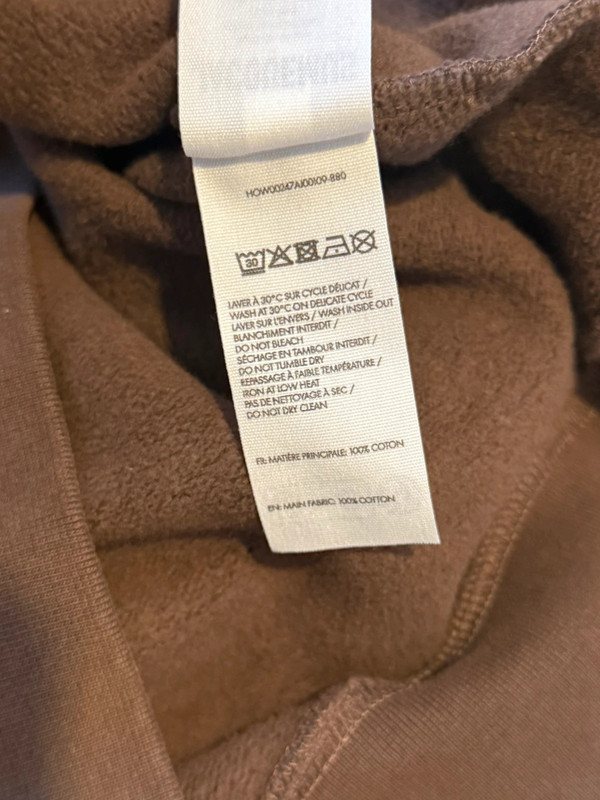 HOW00247AJ00109-880
30
LAVER À 30°C SUR CYCLE DÉLICAT /
WASH AT 30°C ON DELICATE CYCLE
LAVER SUR L'ENVERS / WASH INSIDE OUT
BLANCHIMENT INTERDIT /
DO NOT BLEACH
SÉCHAGE EN TAMBOUR INTERDIT /
DO NOT TUMBLE DRY
REPASSAGE À FAIBLE TEMPÉRATURE /
IRON AT LOW HEAT
PAS DE NETTOYAGE À SEC /
DO NOT DRY CLEAN
FR: MATIÈRE PRINCIPALE: 100% COTON
EN: MAIN FABRIC: 100% COTTON